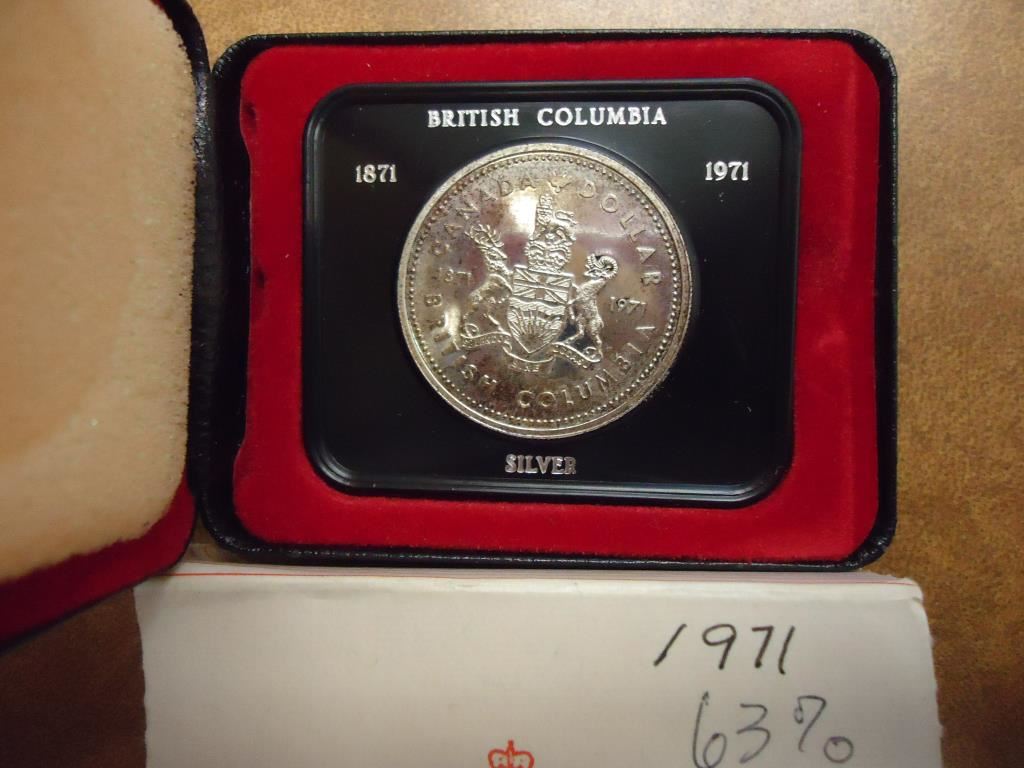 BRITISH COLUMBIA
1871 1971
CANADA DOLLAR
1871 1971
BRITISH COLUMBIA
SILVER
1971
63%